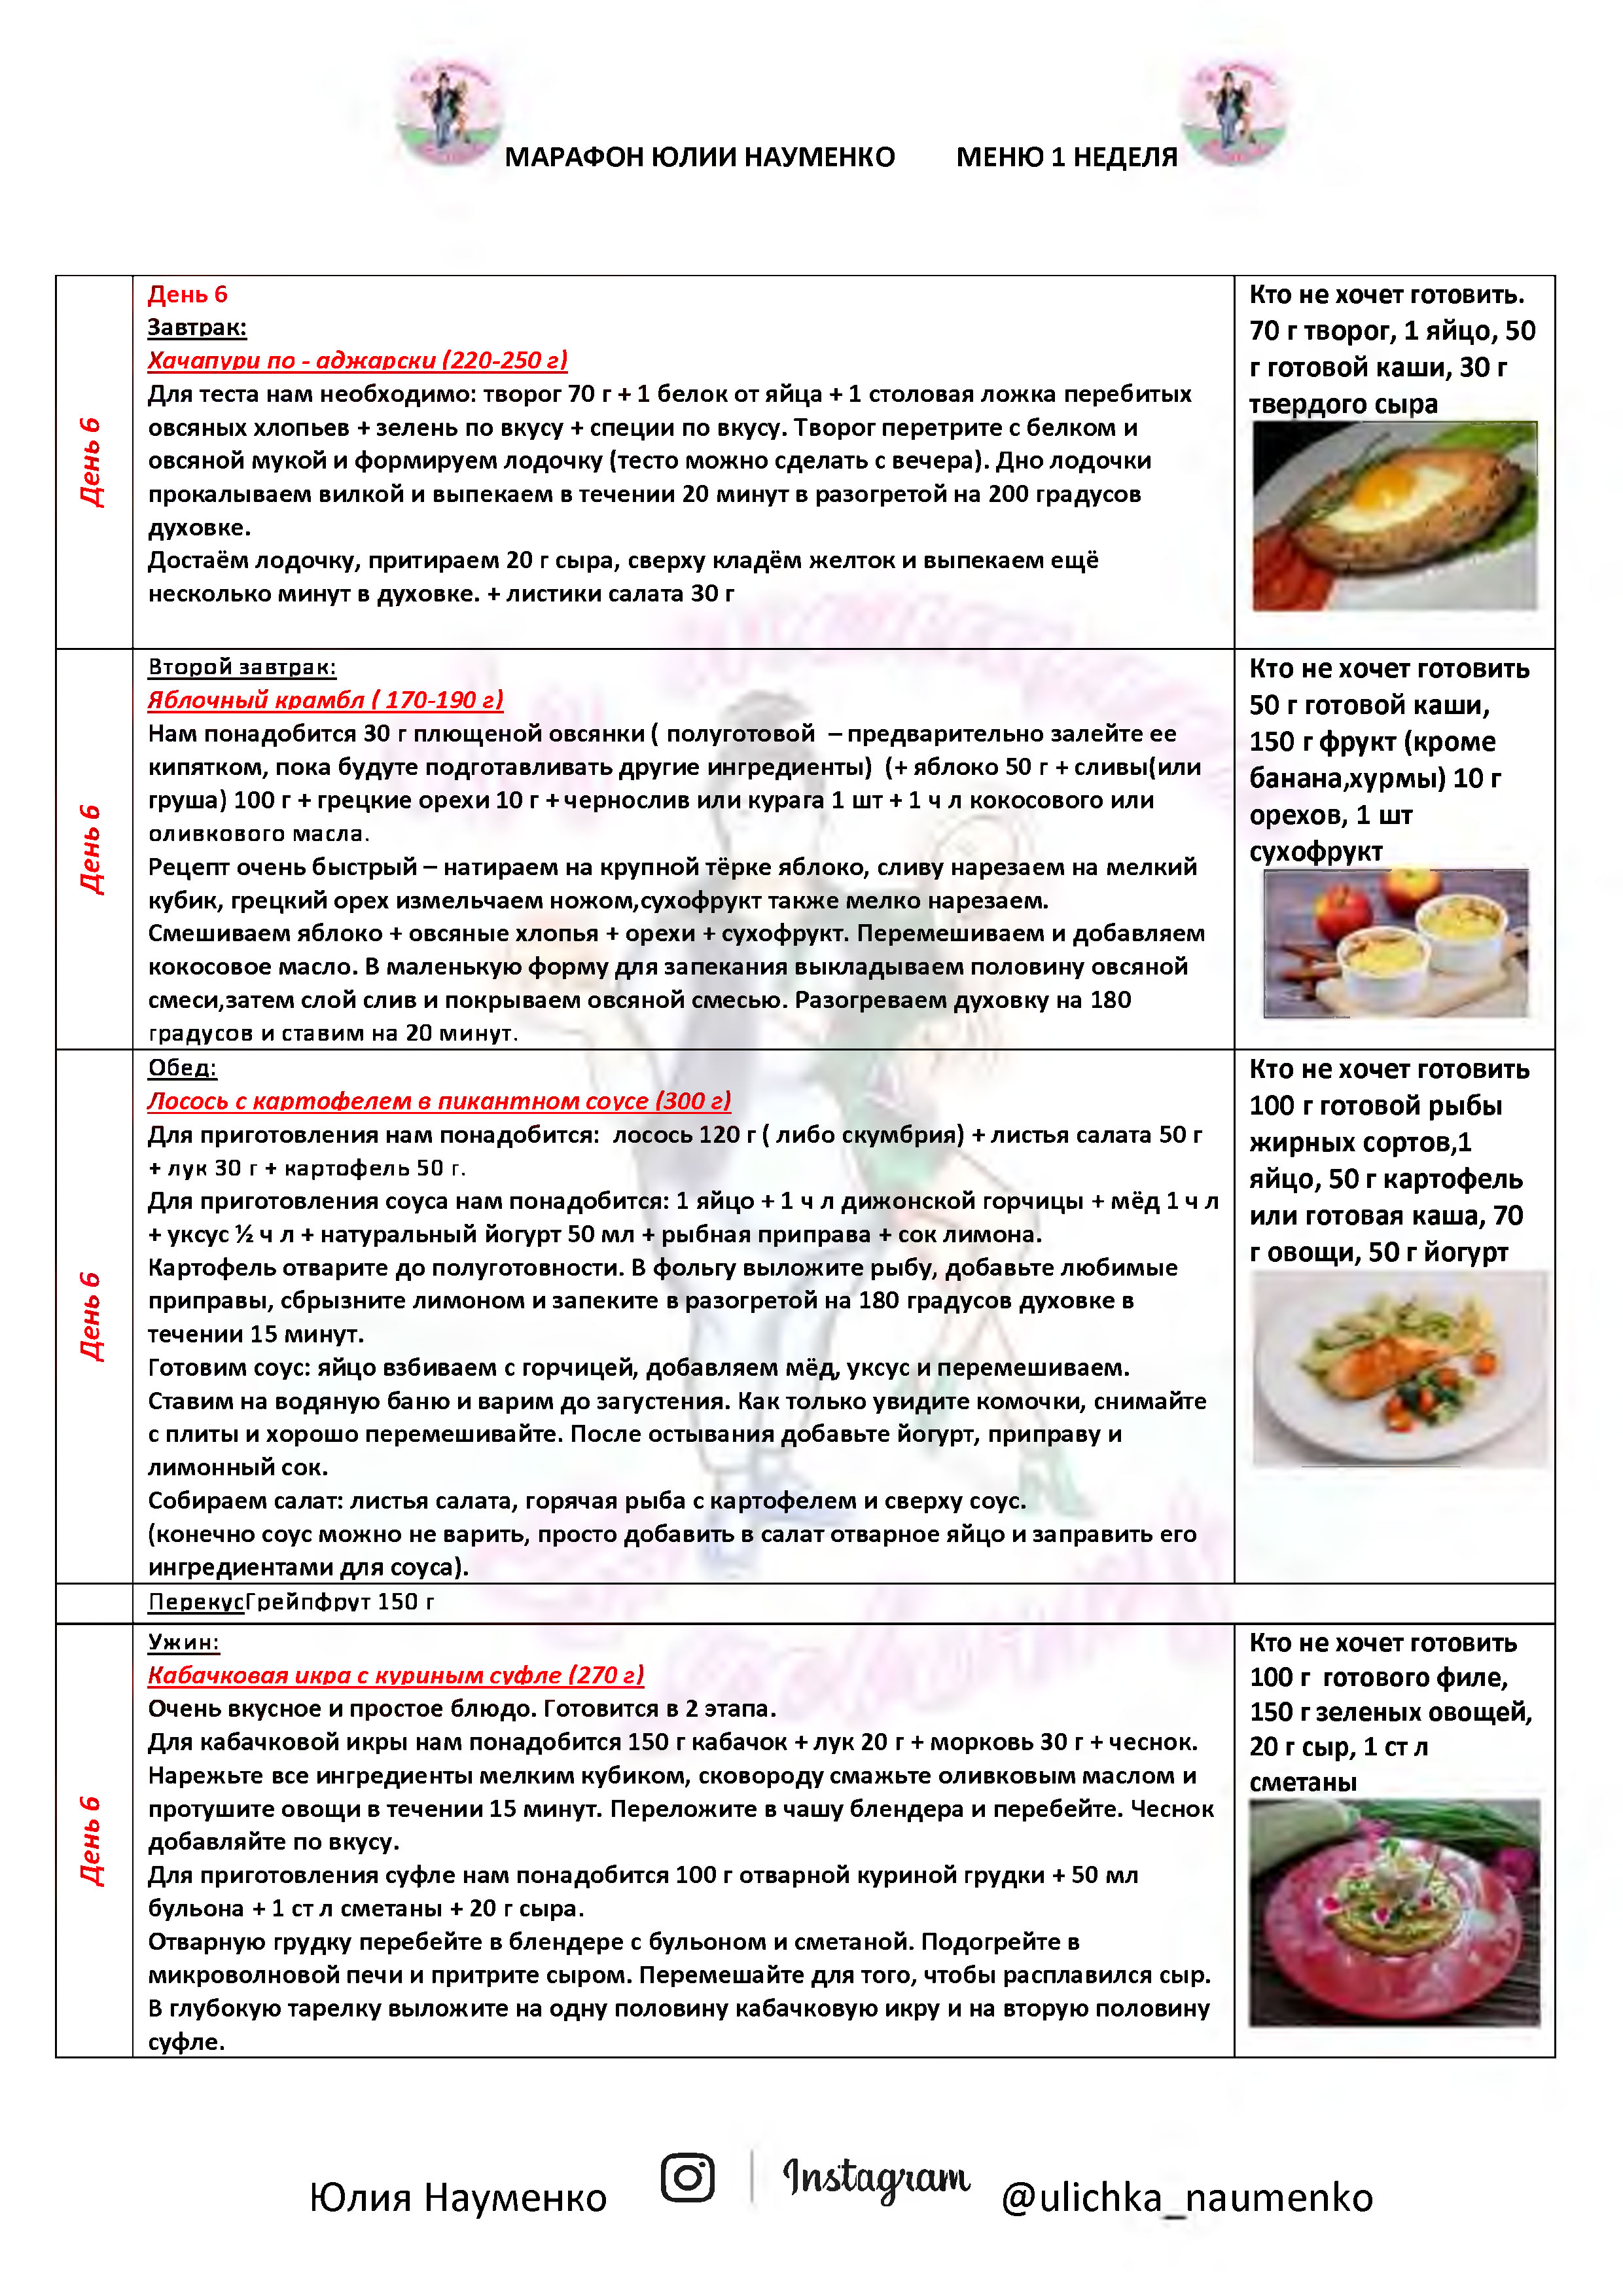 МАРАФОН ЮЛИИ НАУМЕНКО МЕНЮ 1 НЕДЕЛЯ
День 6
День 6
Завтрак:
Хачапури по - аджарски (220-250 г)
Для теста нам необходимо: творог 70 г + 1 белок от яйца + 1 столовая ложка перебитых
овсяных хлопьев + зелень по вкусу + специи по вкусу. Творог перетрите с белком и
овсяной мукой и формируем лодочку (тесто можно сделать с вечера). Дно лодочки
прокалываем вилкой и выпекаем в течении 20 минут в разогретой на 200 градусов
духовке.
Достаём лодочку, притираем 20 г сыра, сверху кладём желток и выпекаем ещё
несколько минут в духовке. + листики салата 30 г
Кто не хочет готовить.
70 г творог, 1 яйцо, 50
г готовой каши, 30 г
твердого сыра
День 6
Второй завтрак:
Яблочный крамбл ( 170-190 г)
Нам понадобится 30 г плющеной овсянки ( полуготовой – предварительно залейте ее
кипятком, пока будуте подготавливать другие ингредиенты) (+ яблоко 50 г + сливы(или
груша) 100 г + грецкие орехи 10 г + чернослив или курага 1 шт + 1 ч л кокосового или
оливкового масла.
Рецепт очень быстрый – натираем на крупной тёрке яблоко, сливу нарезаем на мелкий
кубик, грецкий орех измельчаем ножом,сухофрукт также мелко нарезаем.
Смешиваем яблоко + овсяные хлопья + орехи + сухофрукт. Перемешиваем и добавляем
кокосовое масло. В маленькую форму для запекания выкладываем половину овсяной
смеси,затем слой слив и покрываем овсяной смесью. Разогреваем духовку на 180
градусов и ставим на 20 минут.
Кто не хочет готовить
50 г готовой каши,
150 г фрукт (кроме
банана,хурмы) 10 г
орехов, 1 шт
сухофрукт
День 6
Обед:
Лосось с картофелем в пикантном соусе (300 г)
Для приготовления нам понадобится: лосось 120 г ( либо скумбрия) + листья салата 50 г
+ лук 30 г + картофель 50 г.
Для приготовления соуса нам понадобится: 1 яйцо + 1 ч л дижонской горчицы + мёд 1 ч л
+ уксус ½ ч л + натуральный йогурт 50 мл + рыбная приправа + сок лимона.
Картофель отварите до полуготовности. В фольгу выложите рыбу, добавьте любимые
приправы, сбрызните лимоном и запеките в разогретой на 180 градусов духовке в
течении 15 минут.
Готовим соус: яйцо взбиваем с горчицей, добавляем мёд, уксус и перемешиваем.
Ставим на водяную баню и варим до загустения. Как только увидите комочки, снимайте
с плиты и хорошо перемешивайте. После остывания добавьте йогурт, приправу и
лимонный сок.
Собираем салат: листья салата, горячая рыба с картофелем и сверху соус.
(конечно соус можно не варить, просто добавить в салат отварное яйцо и заправить его
ингредиентами для соуса).
Кто не хочет готовить
100 г готовой рыбы
жирных сортов,1
яйцо, 50 г картофель
или готовая каша, 70
г овощи, 50 г йогурт
ПерекусГрейпфрут 150 г
День 6
Ужин:
Кабачковая икра с куриным суфле (270 г)
Очень вкусное и простое блюдо. Готовится в 2 этапа.
Для кабачковой икры нам понадобится 150 г кабачок + лук 20 г + морковь 30 г + чеснок.
Нарежьте все ингредиенты мелким кубиком, сковороду смажьте оливковым маслом и
протушите овощи в течении 15 минут. Переложите в чашу блендера и перебейте. Чеснок
добавляйте по вкусу.
Для приготовления суфле нам понадобится 100 г отварной куриной грудки + 50 мл
бульона + 1 ст л сметаны + 20 г сыра.
Отварную грудку перебейте в блендере с бульоном и сметаной. Подогрейте в
микроволновой печи и притрите сыром. Перемешайте для того, чтобы расплавился сыр.
В глубокую тарелку выложите на одну половину кабачковую икру и на вторую половину
суфле.
Кто не хочет готовить
100 г готового филе,
150 г зеленых овощей,
20 г сыр, 1 ст л
сметаны
Юлия Науменко Instagram @ulichka_naumenko